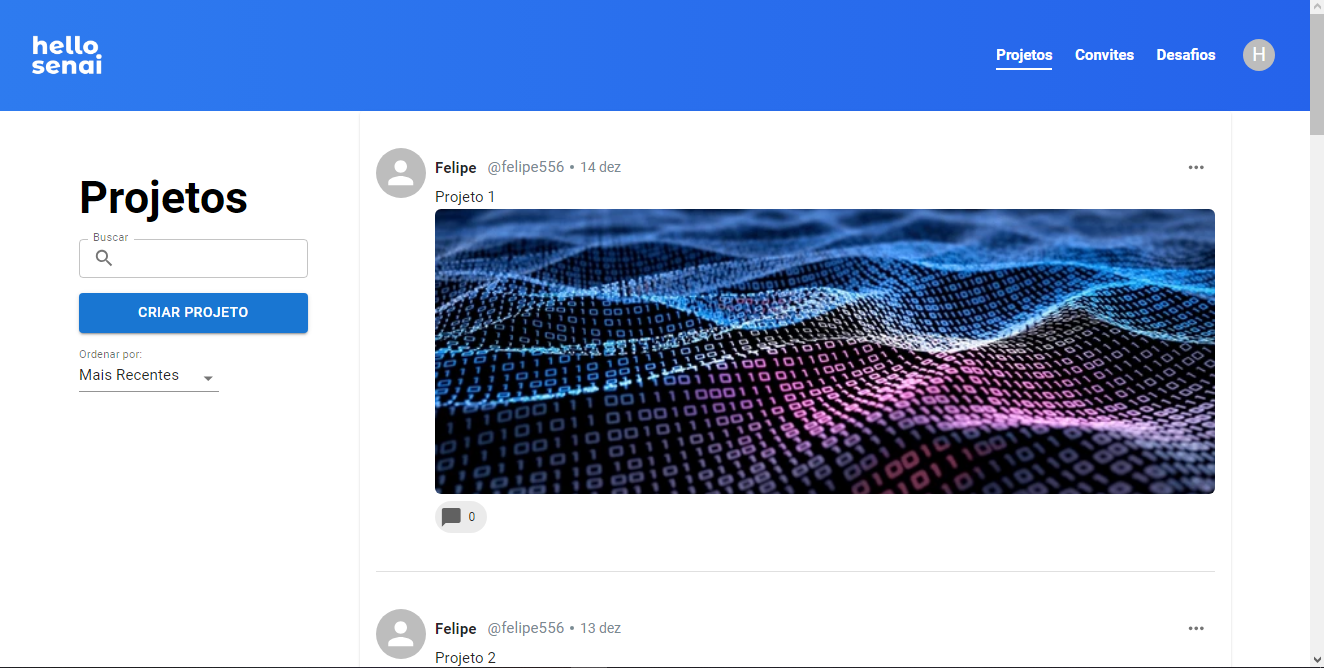 hello
senai
Projetos Convites Desafios H
Projetos
Buscar
CRIAR PROJETO
Ordenar por:
Mais Recentes
Felipe @felipe556 • 14 dez
Projeto 1
0
Felipe @felipe556 • 13 dez
Projeto 2